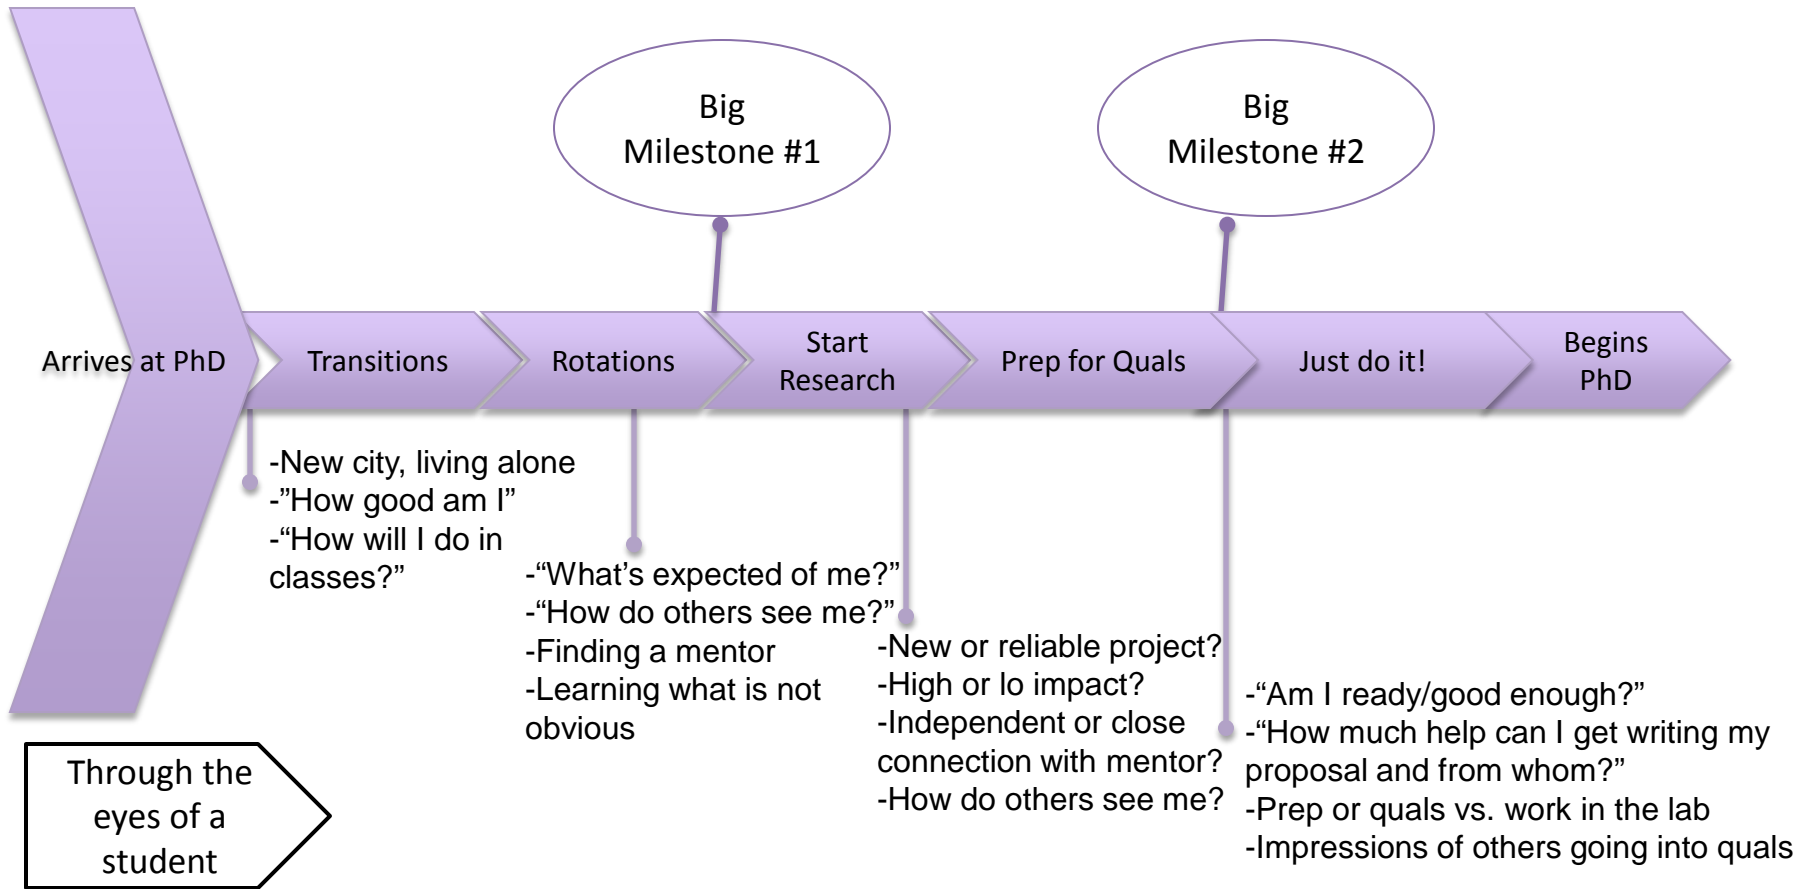 Big
Milestone #1
Big
Milestone #2
Arrives at PhD
Transitions
Rotations
Start
Research
Prep for Quals
Just do it!
Begins
PhD
-New city, living alone
-”How good am I”
-“How will I do in
classes?”
-“What’s expected of me?”
-“How do others see me?”
-Finding a mentor
-Learning what is not
obvious
-New or reliable project?
-High or lo impact?
-Independent or close
connection with mentor?
-How do others see me?
-“Am I ready/good enough?”
-“How much help can I get writing my
proposal and from whom?”
-Prep or quals vs. work in the lab
-Impressions of others going into quals
Through the
eyes of a
student